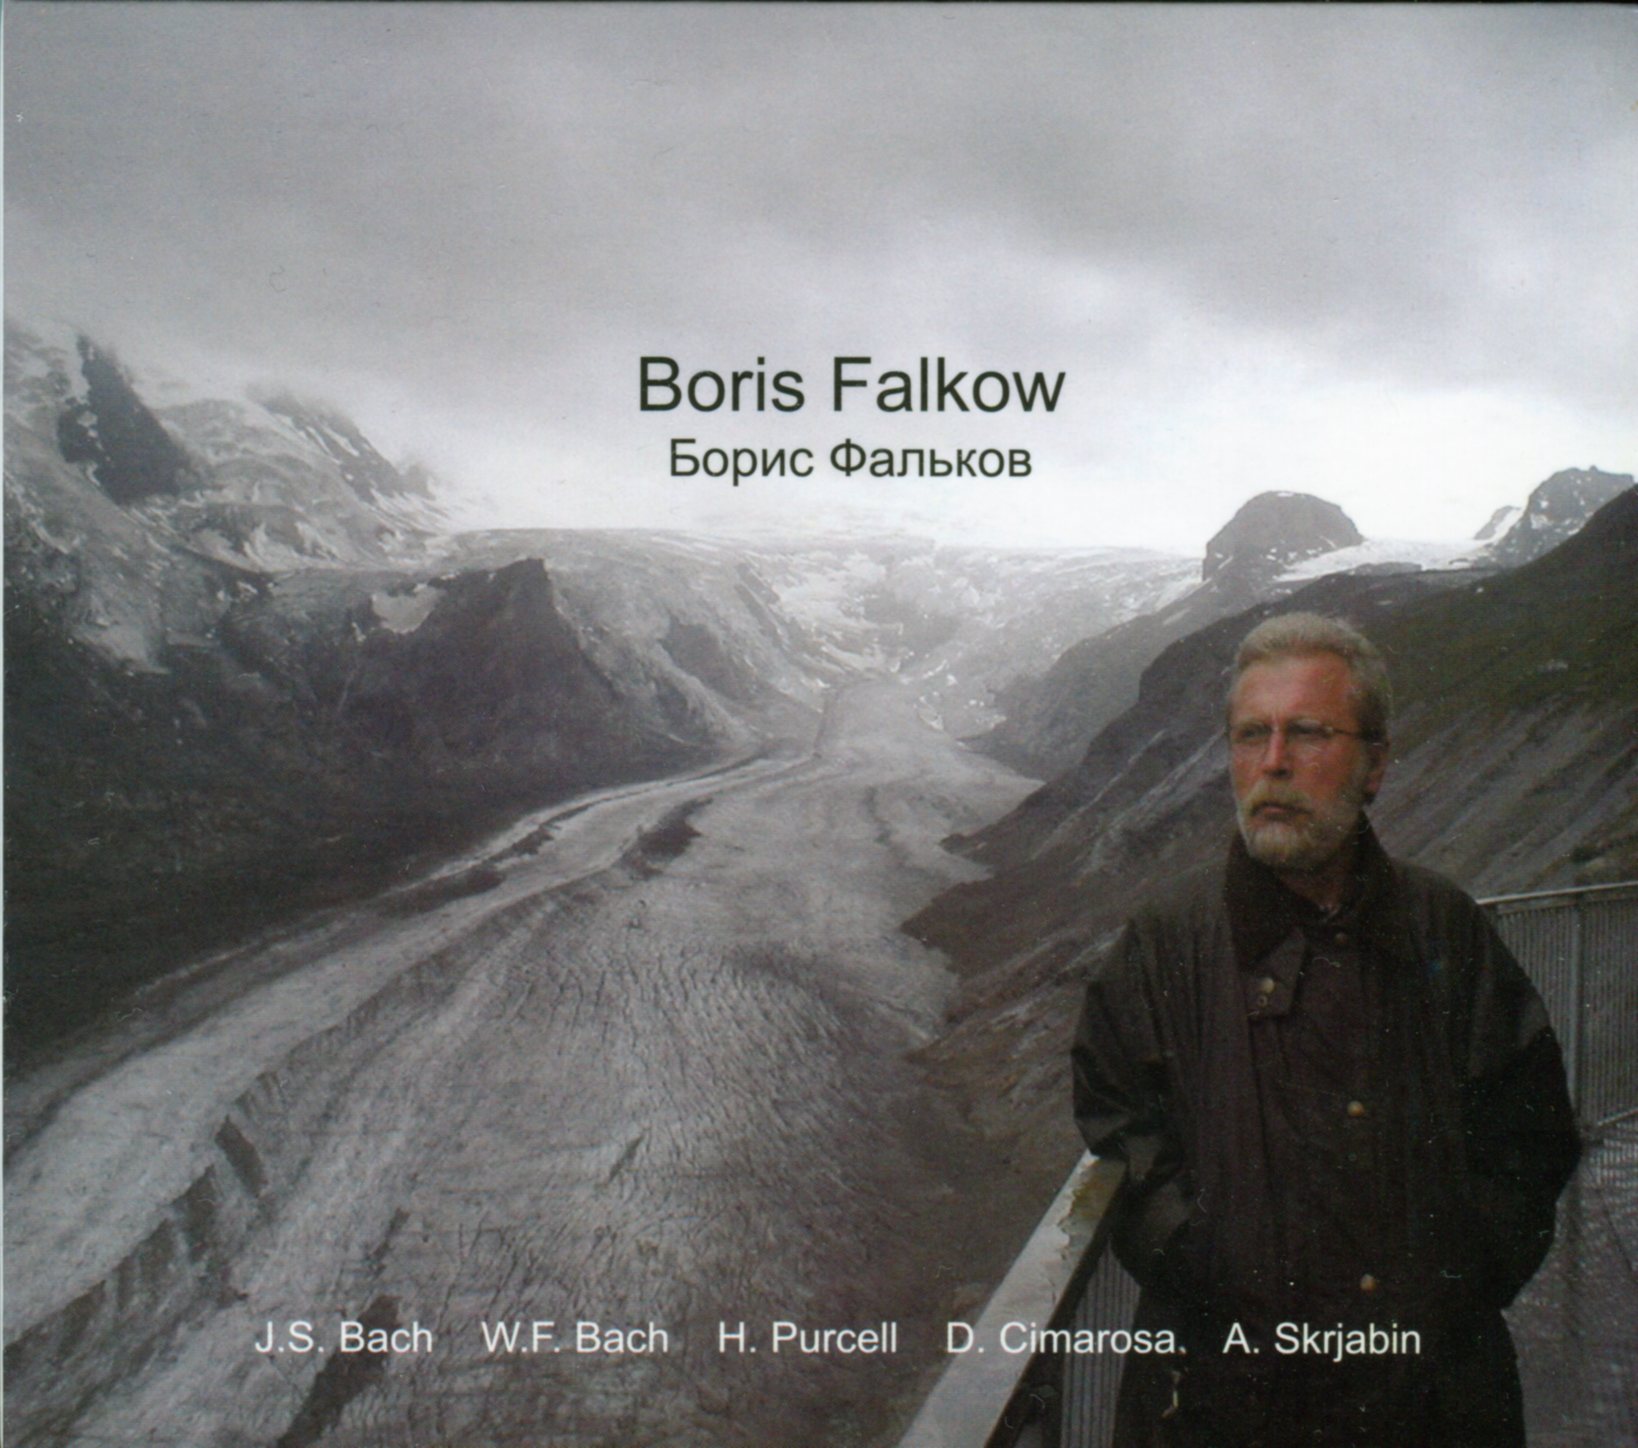 Boris Falkow
Борис Фальков
J.S. Bach W.F. Bach H. Purcell D. Cimarosa A. Skrjabin